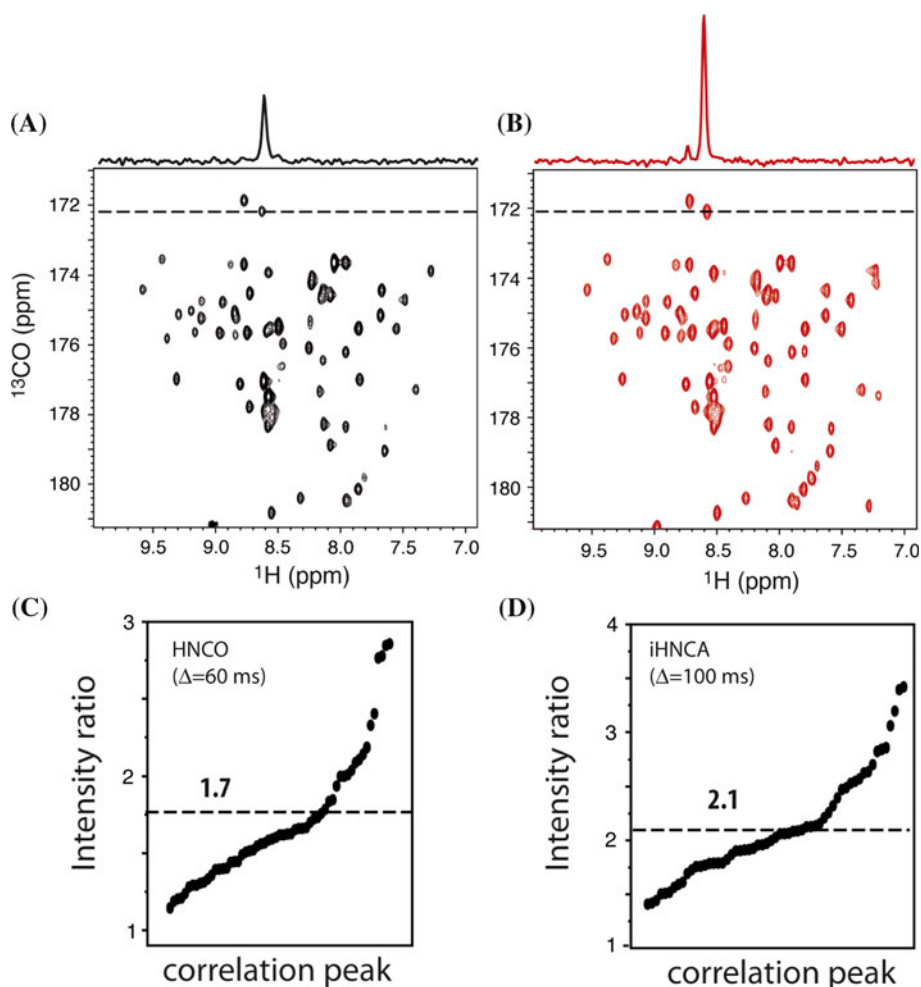 (A)
172
174
176
178
180
¹³CO (ppm)
9.5 9.0 8.5 8.0 7.5 7.0
¹H (ppm)
(B)
172
174
176
178
180
9.5 9.0 8.5 8.0 7.5 7.0
¹H (ppm)
(C)
3
2
1
Intensity ratio
HNCO
(Δ=60 ms)
1.7
correlation peak
(D)
4
3
2
1
Intensity ratio
iHNCA
(Δ=100 ms)
2.1
correlation peak